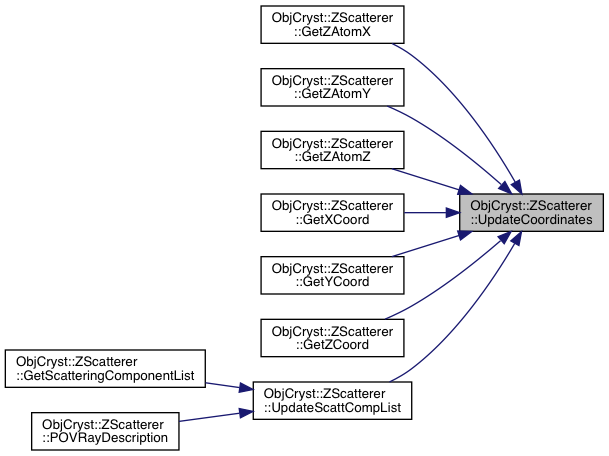 ObjCryst::ZScatterer
::GetZAtomX
ObjCryst::ZScatterer
::GetZAtomY
ObjCryst::ZScatterer
::GetZAtomZ
ObjCryst::ZScatterer
::UpdateCoordinates
ObjCryst::ZScatterer
::GetXCoord
ObjCryst::ZScatterer
::GetYCoord
ObjCryst::ZScatterer
::GetZCoord
ObjCryst::ZScatterer
::GetScatteringComponentList
ObjCryst::ZScatterer
::UpdateScattCompList
ObjCryst::ZScatterer
::POVRayDescription